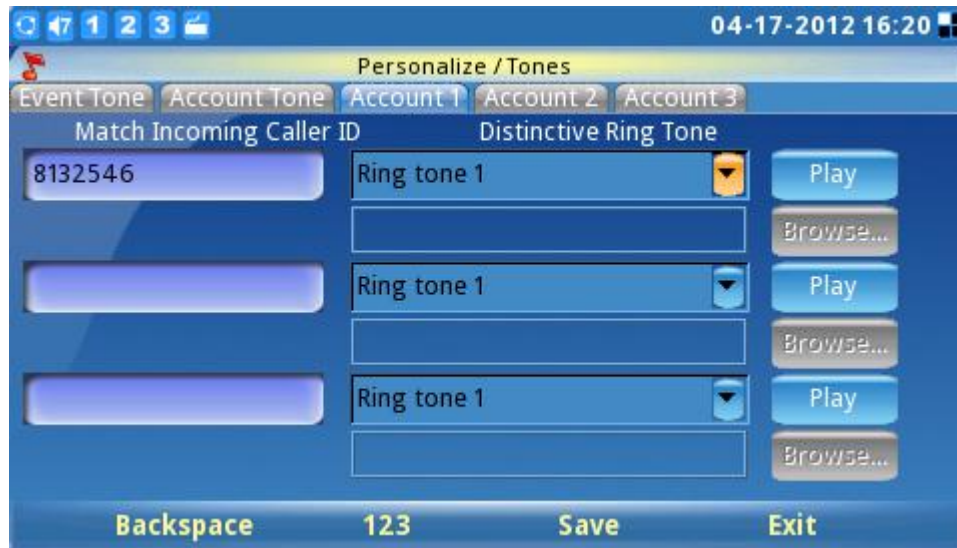 7 1 2 3 04-17-2012 16:20
Personalize / Tones
Event Tone Account Tone Account 1 Account 2 Account 3
Match Incoming Caller ID Distinctive Ring Tone
8132546 Ring tone 1 Play
Browse...
Ring tone 1 Play
Browse...
Ring tone 1 Play
Browse...
Backspace 123 Save Exit